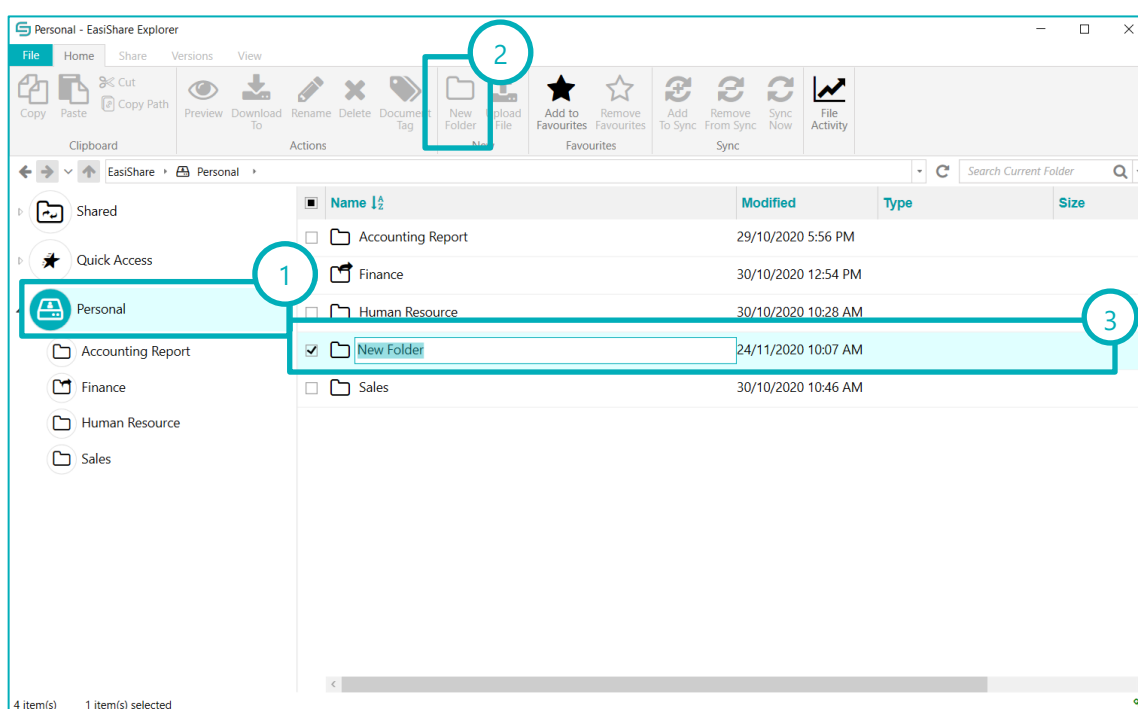 Personal - EasiShare Explorer
File Home Share Versions View
2
Copy Paste Cut Copy Path Preview Download To Rename Delete Document Tag New Folder Upload File Add to Favourites Remove Favourites Add To Sync Remove From Sync Sync Now File Activity
Clipboard Actions New Favourites Sync
EasiShare Personal Search Current Folder
Shared
Quick Access
1
Personal
Accounting Report
Finance
Human Resource
Sales
Name Modified Type Size
Accounting Report 29/10/2020 5:56 PM
Finance 30/10/2020 12:54 PM
Human Resource 30/10/2020 10:28 AM
3
New Folder 24/11/2020 10:07 AM
Sales 30/10/2020 10:46 AM
4 item(s) 1 item(s) selected